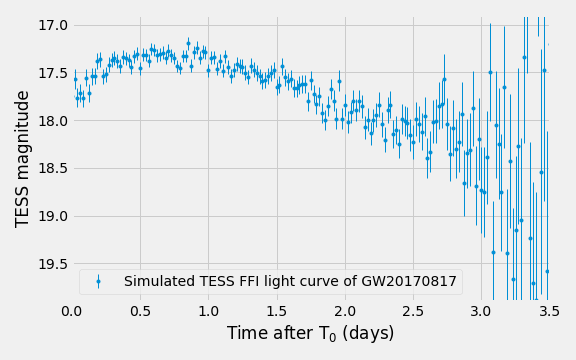 17.0
17.5
18.0
18.5
19.0
19.5
TESS magnitude
Simulated TESS FFI light curve of GW20170817
0.0 0.5 1.0 1.5 2.0 2.5 3.0 3.5
Time after T₀ (days)